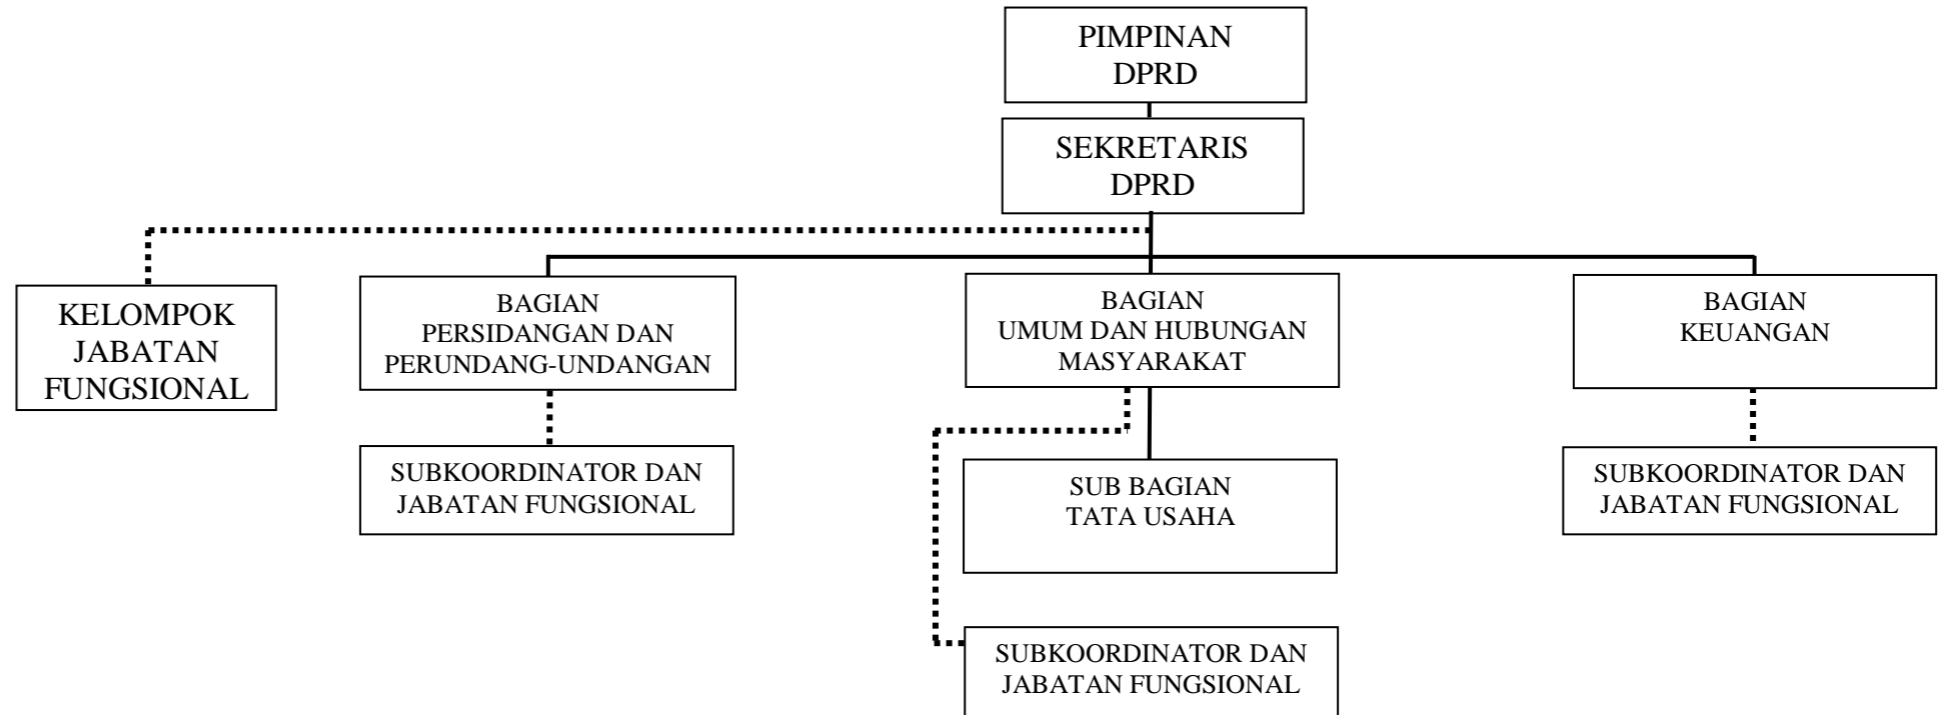 PIMPINAN
DPRD
SEKRETARIS
DPRD
KELOMPOK
JABATAN
FUNGSIONAL
BAGIAN
PERSIDANGAN DAN
PERUNDANG-UNDANGAN
BAGIAN
UMUM DAN HUBUNGAN
MASYARAKAT
BAGIAN
KEUANGAN
SUBKOORDINATOR DAN
JABATAN FUNGSIONAL
SUB BAGIAN
TATA USAHA
SUBKOORDINATOR DAN
JABATAN FUNGSIONAL
SUBKOORDINATOR DAN
JABATAN FUNGSIONAL